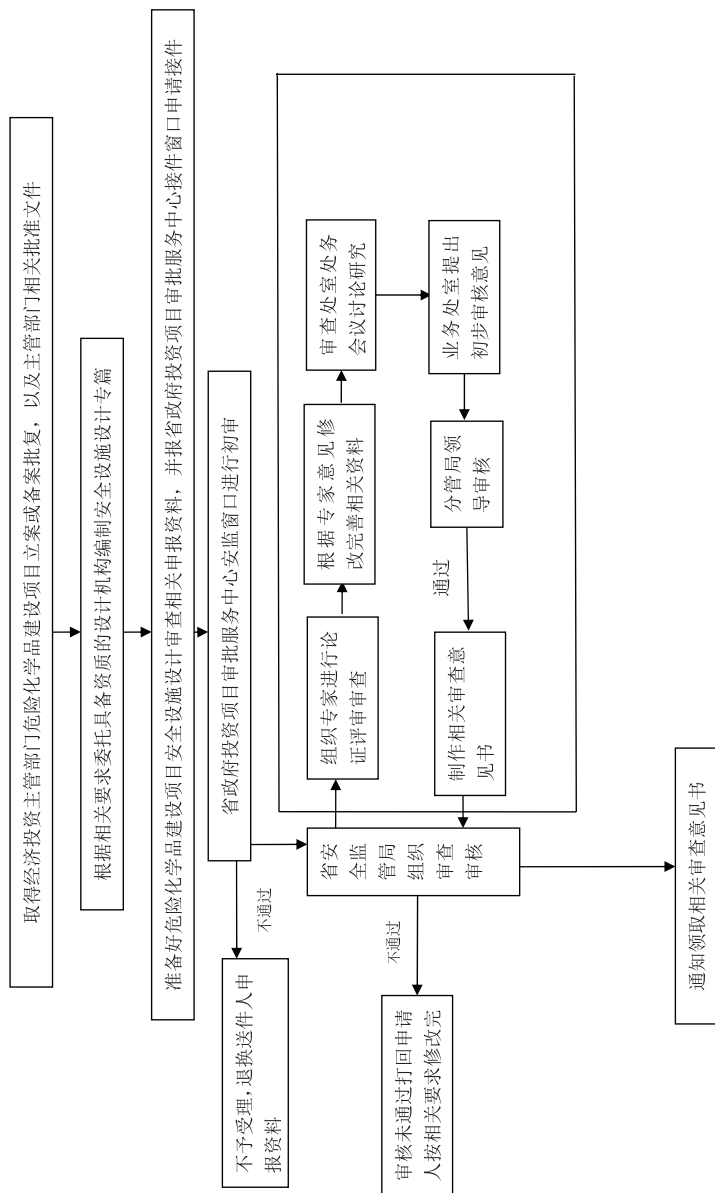 取得经济投资主管部门危险化学品建设项目立案或备案批复，以及主管部门相关批准文件
根据相关要求委托具备资质的设计机构编制安全设施设计专篇
准备好危险化学品建设项目安全设施设计审查相关申报资料，并报省政府投资项目审批服务中心接件窗口申请接件
省政府投资项目审批服务中心安监窗口进行初审
不通过
不予受理，退换送件人申
报资料
省安
全监
管局
组织
审查
审核
组织专家进行论
证评审审查
根据专家意见修
改完善相关资料
审查处室处务
会议讨论研究
业务处室提出
初步审核意见
分管局领
导审核
通过
制作相关审查意
见书
不通过
审核未通过打回申请
人按相关要求修改完
通知领取相关审查意见书